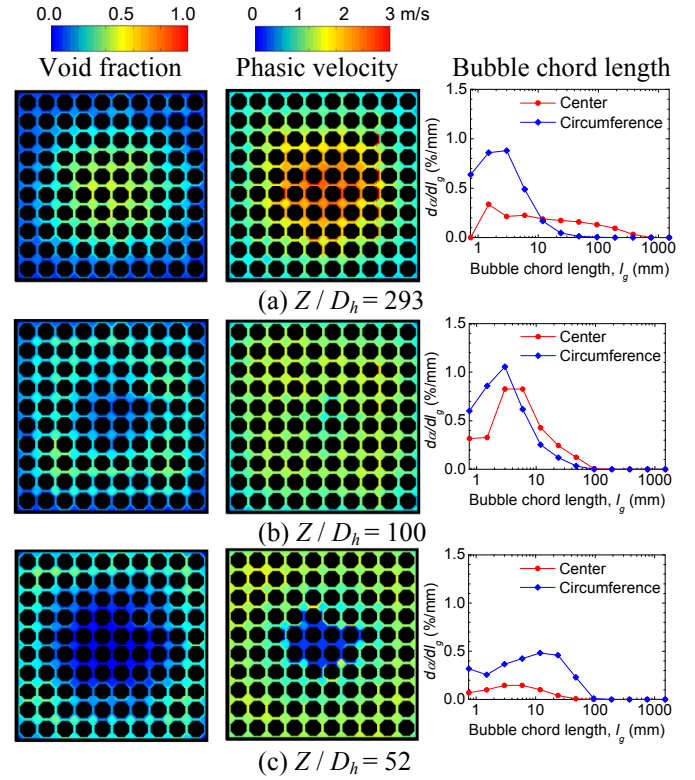 0.0 0.5 1.0
0 1 2 3 m/s
Void fraction
Phasic velocity
Bubble chord length
1.5
1.0
0.5
0.0
dα/dl_g (%/mm)
Center
Circumference
1 10 100 1000
Bubble chord length, l_g (mm)
(a) Z / D_h = 293
1.5
1.0
0.5
0.0
dα/dl_g (%/mm)
Center
Circumference
1 10 100 1000
Bubble chord length, l_g (mm)
(b) Z / D_h = 100
1.5
1.0
0.5
0.0
dα/dl_g (%/mm)
Center
Circumference
1 10 100 1000
Bubble chord length, l_g (mm)
(c) Z / D_h = 52